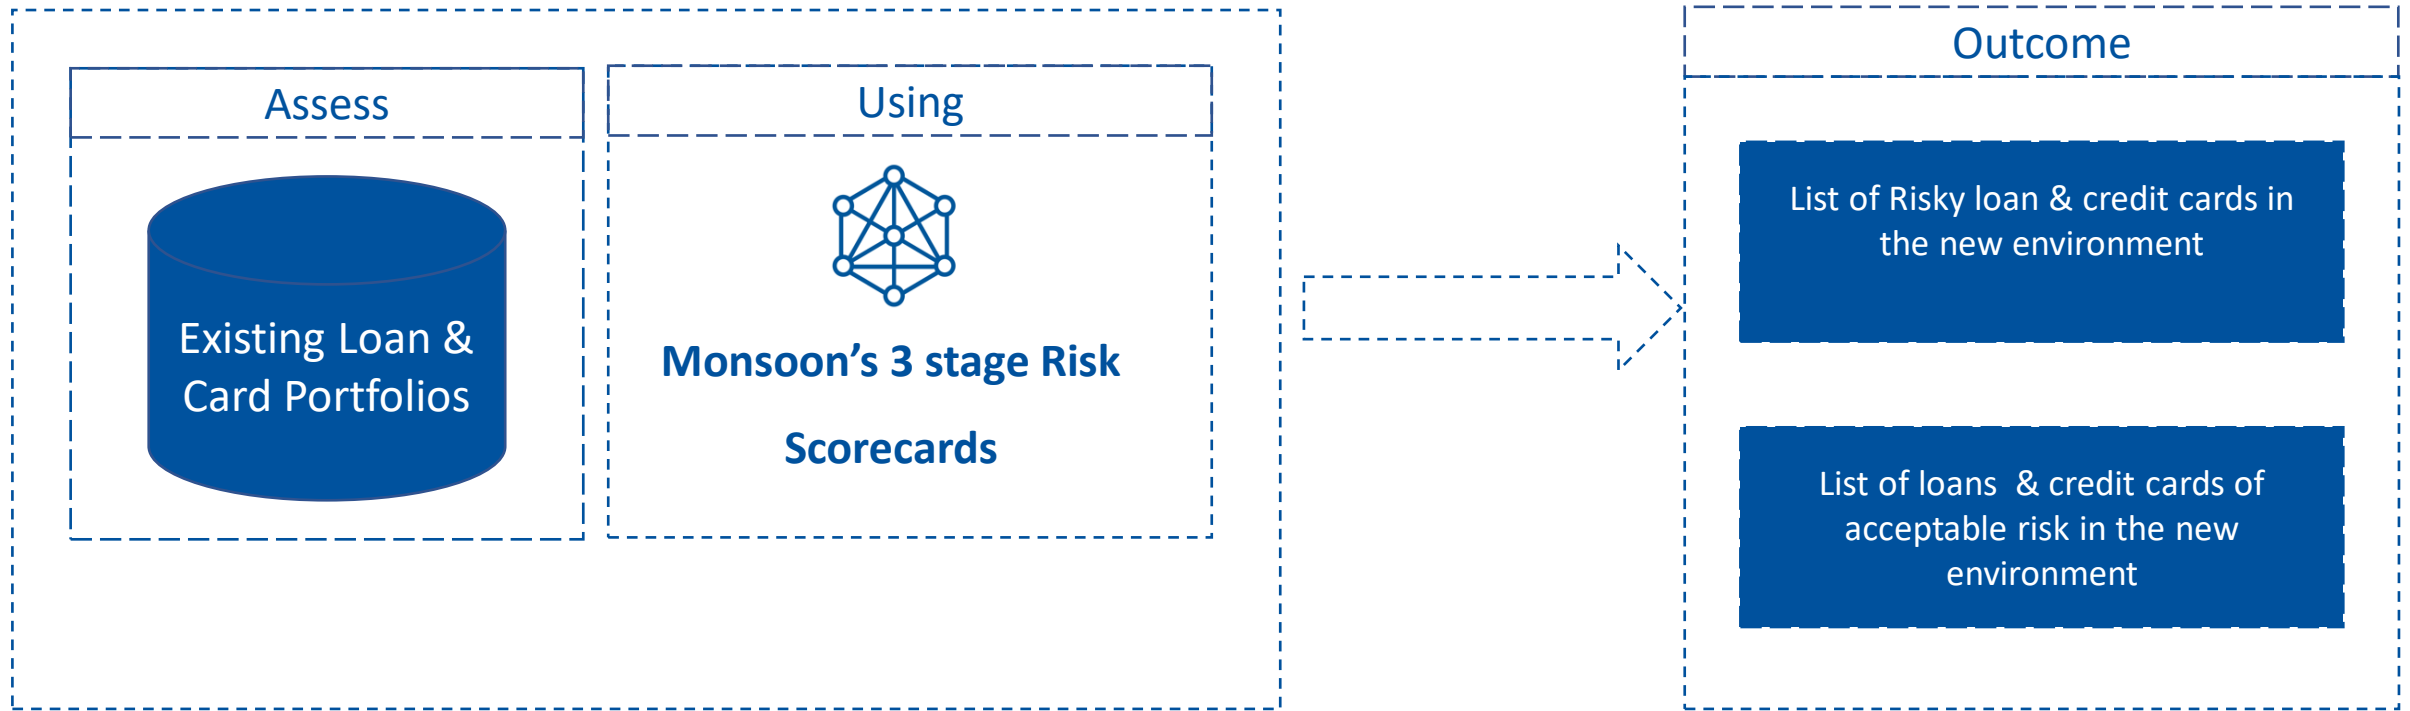 Assess
Existing Loan &
Card Portfolios
Using
Monsoon’s 3 stage Risk
Scorecards
Outcome
List of Risky loan & credit cards in
the new environment
List of loans  & credit cards of
acceptable risk in the new
environment